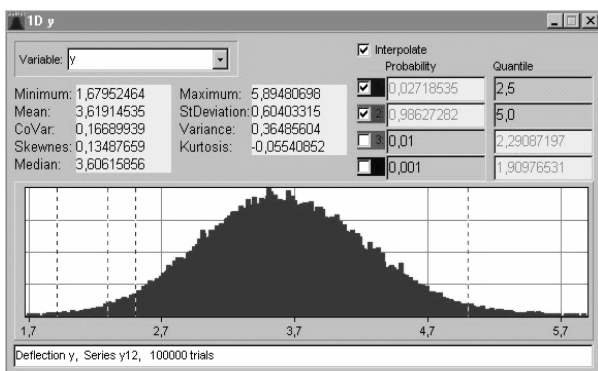 1D y
Variable: y
Interpolate
Probability Quantile
Minimum: 1,67952464 Maximum: 5,89480698 0,02718535 2,5
Mean: 3,61914535 StDeviation: 0,60403315 2: 0,98627282 5,0
CoVar: 0,16689939 Variance: 0,36485604
Skewnes: 0,13487659 Kurtosis: -0,05540852 3: 0,01 2,29087197
Median: 3,60615856 0,001 1,90976531
1,7 2,7 3,7 4,7 5,7
Deflection y, Series y12, 100000 trials